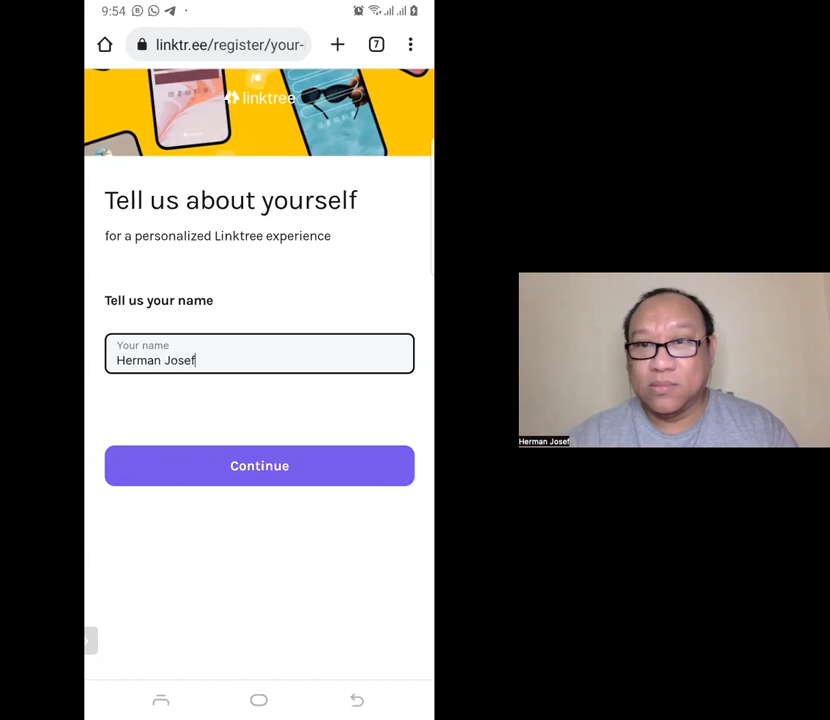 9:54
linktr.ee/register/your-
7
linktree
Tell us about yourself
for a personalized Linktree experience
Tell us your name
Your name
Herman Josef
Continue
Herman Josef